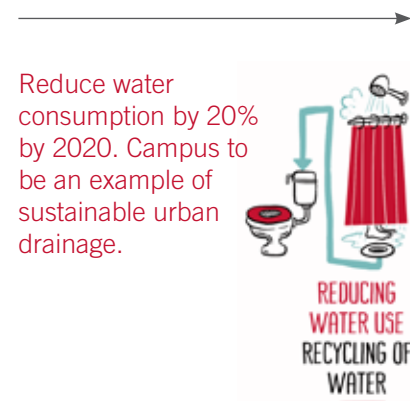 Reduce water
consumption by 20%
by 2020. Campus to
be an example of
sustainable urban
drainage.
REDUCING
WATER USE
RECYCLING OF
WATER